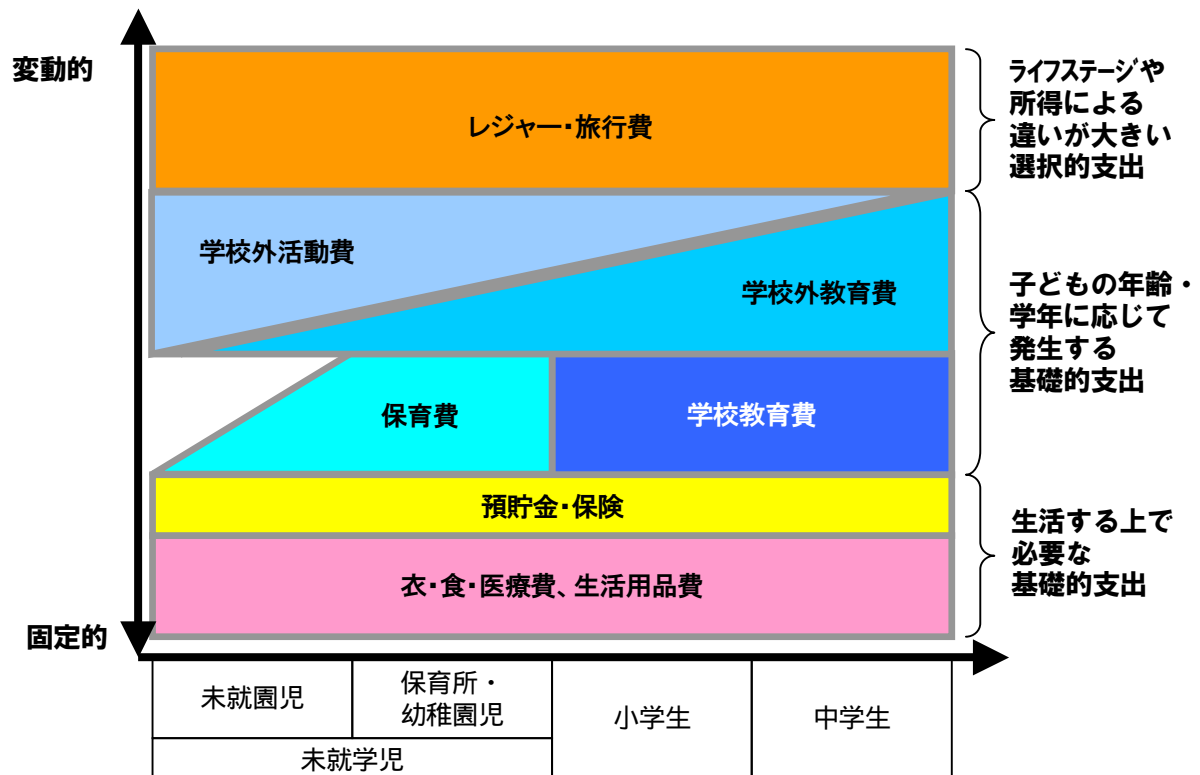 変動的
レジャー・旅行費
ライフステージや
所得による
違いが大きい
選択的支出
学校外活動費
学校外教育費
子どもの年齢・
学年に応じて
発生する
基礎的支出
保育費
学校教育費
預貯金・保険
衣・食・医療費、生活用品費
生活する上で
必要な
基礎的支出
固定的
未就園児
保育所・
幼稚園児
小学生
中学生
未就学児